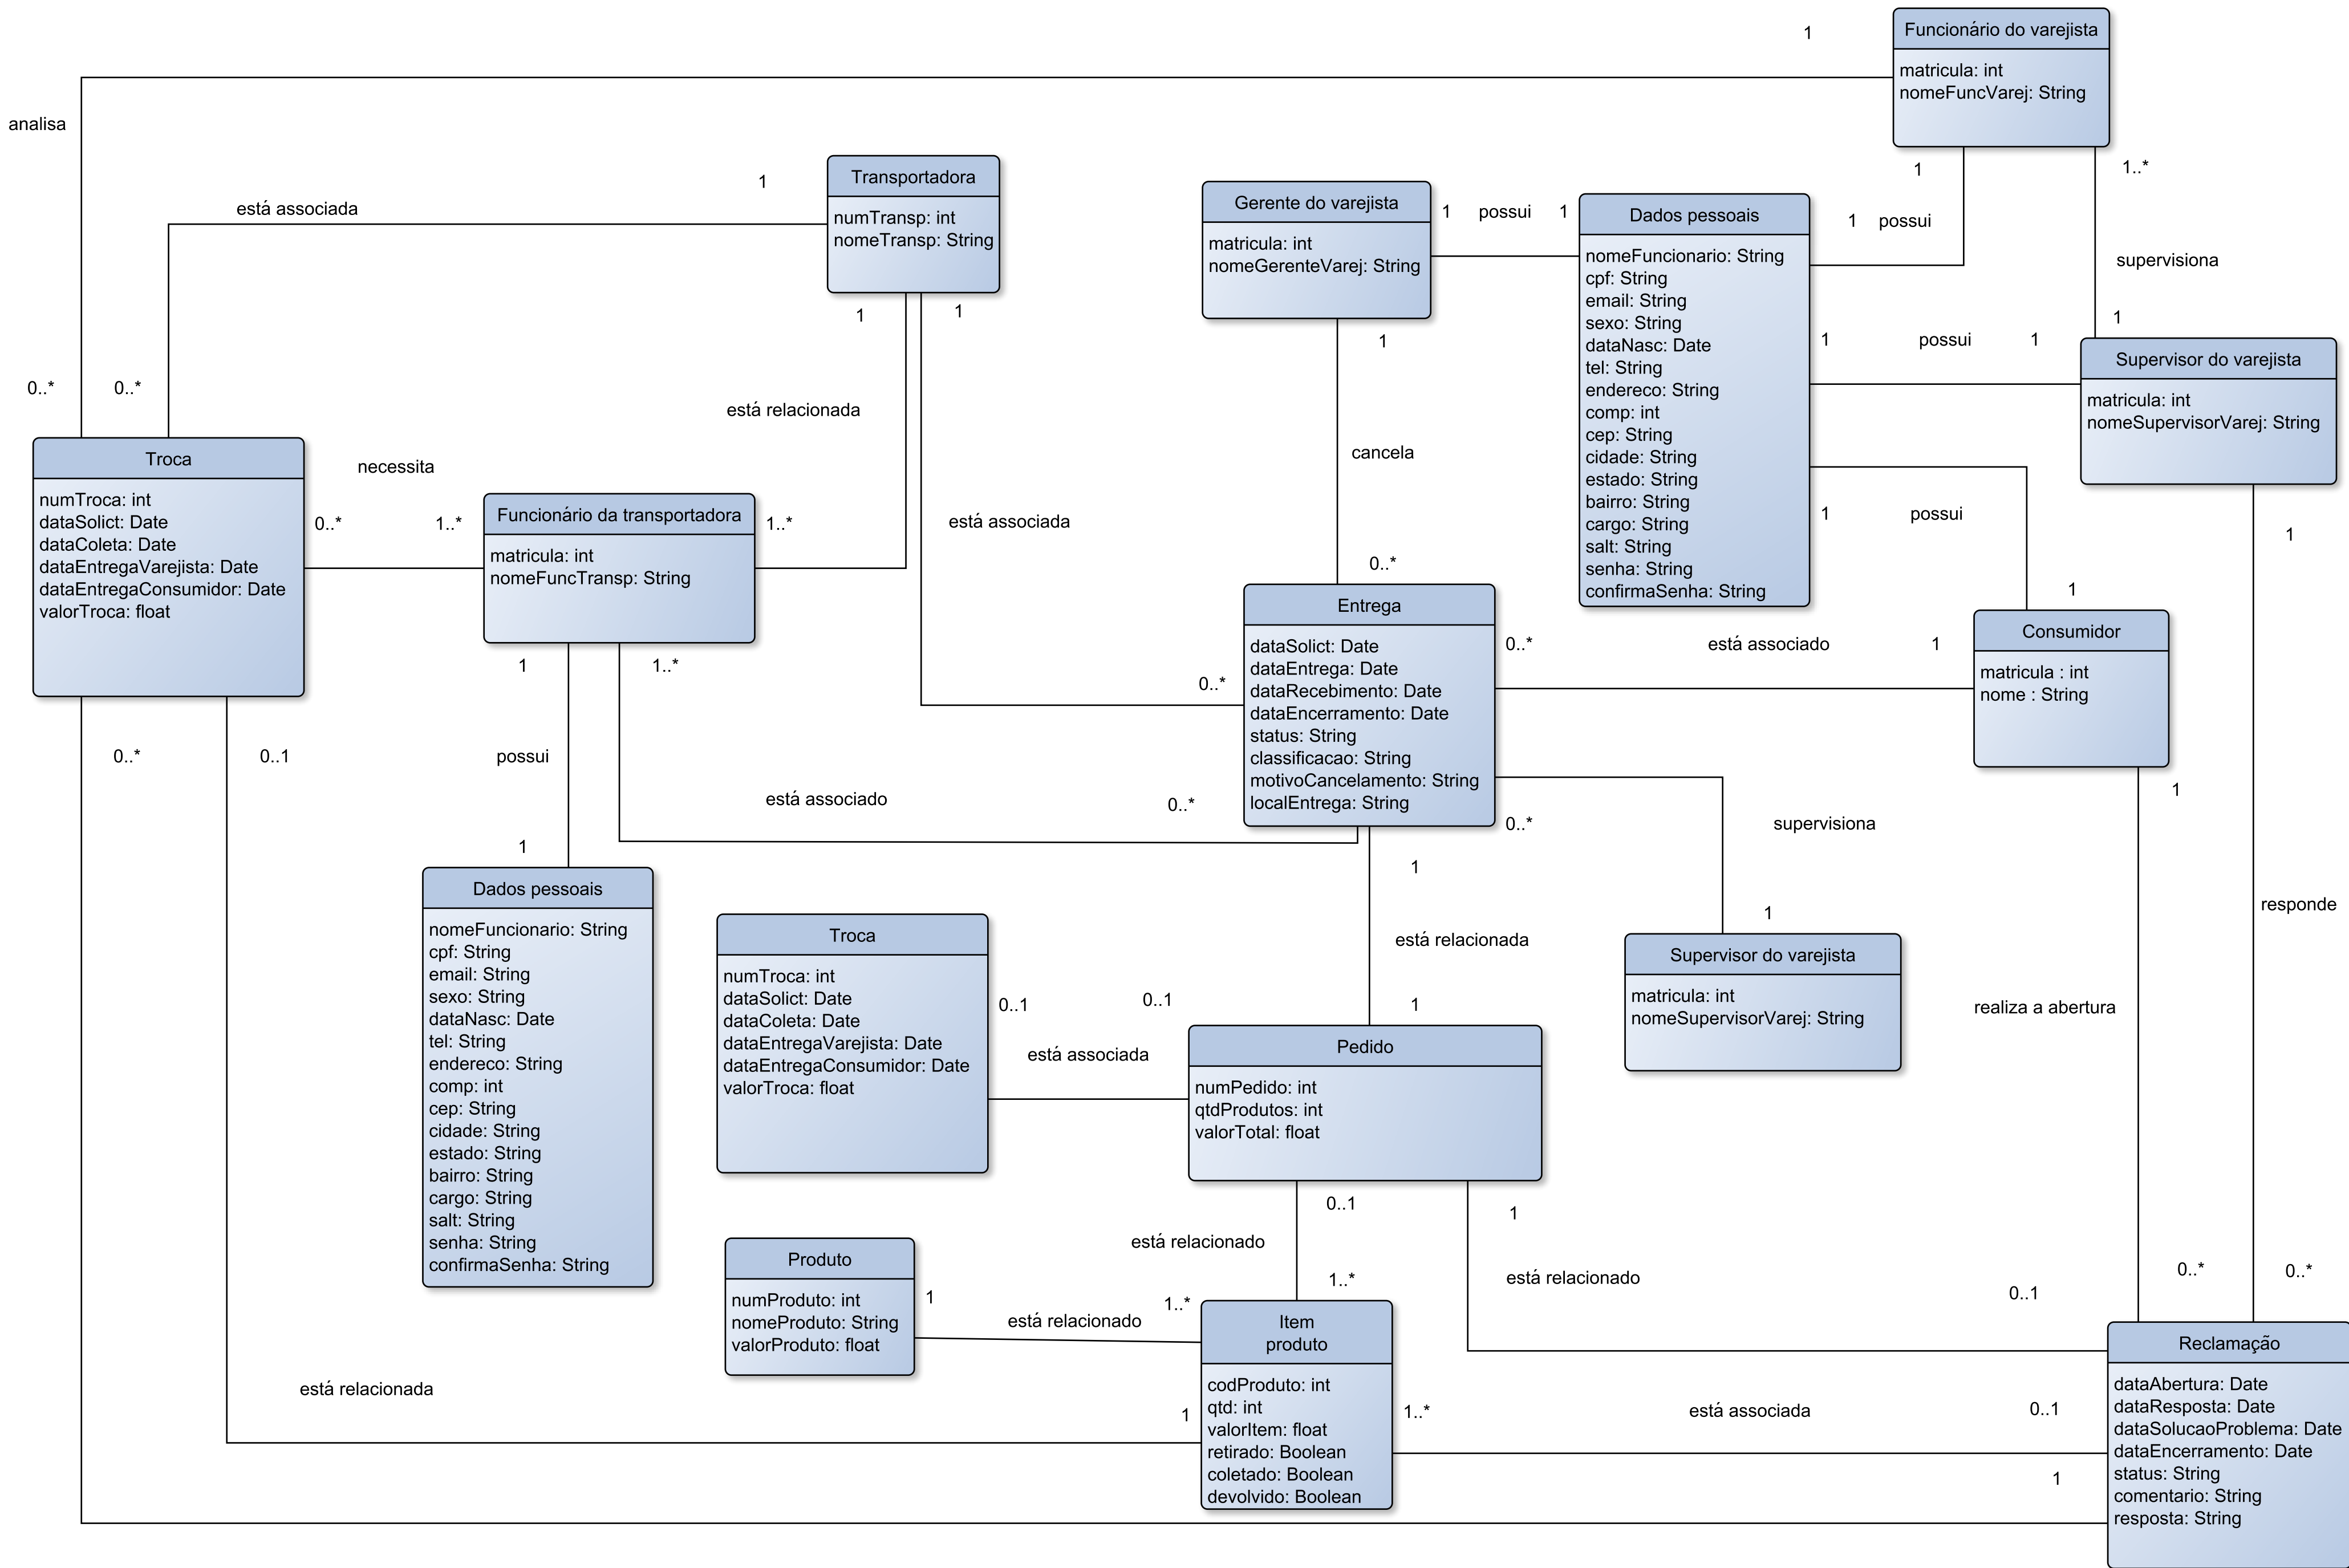 Funcionário do varejista
matricula: int
nomeFuncVarej: String
1
analisa
0..*
1
1..*
supervisiona
1
Transportadora
numTransp: int
nomeTransp: String
1
está associada
0..*
1
1
está relacionada
está associada
Gerente do varejista
matricula: int
nomeGerenteVarej: String
1
possui
1
1
cancela
0..*
Dados pessoais
nomeFuncionario: String
cpf: String
email: String
sexo: String
dataNasc: Date
tel: String
endereco: String
comp: int
cep: String
cidade: String
estado: String
bairro: String
cargo: String
salt: String
senha: String
confirmaSenha: String
1
possui
1
possui
1
1
possui
1
Supervisor do varejista
matricula: int
nomeSupervisorVarej: String
1
responde
0..*
Troca
numTroca: int
dataSolict: Date
dataColeta: Date
dataEntregaVarejista: Date
dataEntregaConsumidor: Date
valorTroca: float
necessita
0..*
1..*
0..*
0..1
Funcionário da transportadora
matricula: int
nomeFuncTransp: String
1..*
1
1..*
possui
1
está associado
0..*
0..*
Entrega
dataSolict: Date
dataEntrega: Date
dataRecebimento: Date
dataEncerramento: Date
status: String
classificacao: String
motivoCancelamento: String
localEntrega: String
0..*
está associado
1
0..*
supervisiona
1
1
está relacionada
1
Consumidor
matricula : int
nome : String
1
realiza a abertura
0..*
Dados pessoais
nomeFuncionario: String
cpf: String
email: String
sexo: String
dataNasc: Date
tel: String
endereco: String
comp: int
cep: String
cidade: String
estado: String
bairro: String
cargo: String
salt: String
senha: String
confirmaSenha: String
Troca
numTroca: int
dataSolict: Date
dataColeta: Date
dataEntregaVarejista: Date
dataEntregaConsumidor: Date
valorTroca: float
0..1
0..1
está associada
Supervisor do varejista
matricula: int
nomeSupervisorVarej: String
Pedido
numPedido: int
qtdProdutos: int
valorTotal: float
0..1
está relacionado
1..*
1
está relacionado
0..1
Produto
numProduto: int
nomeProduto: String
valorProduto: float
1
está relacionado
1..*
está relacionada
1
Item
produto
codProduto: int
qtd: int
valorItem: float
retirado: Boolean
coletado: Boolean
devolvido: Boolean
1..*
está associada
0..1
1
Reclamação
dataAbertura: Date
dataResposta: Date
dataSolucaoProblema: Date
dataEncerramento: Date
status: String
comentario: String
resposta: String